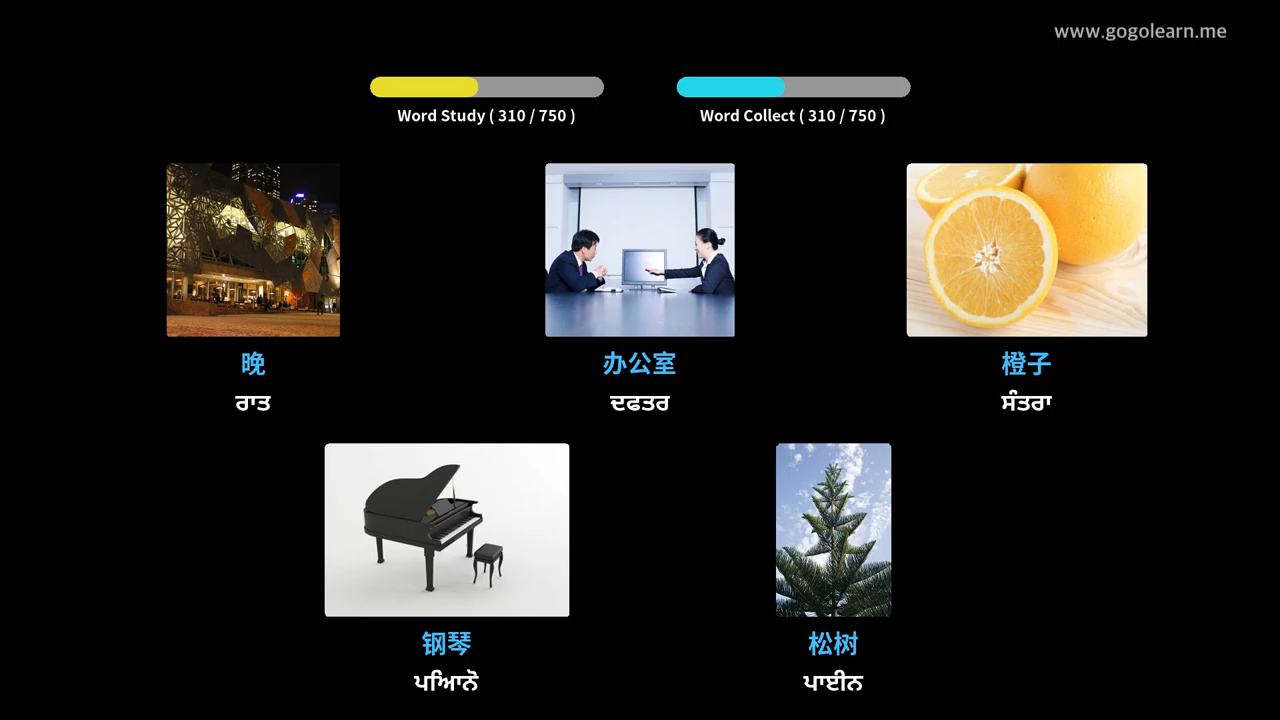 www.gogolearn.me
Word Study ( 310 / 750 )
Word Collect ( 310 / 750 )
晚
办公室
橙子
ਰਾਤ
ਦਫਤਰ
ਸੰਤਰਾ
钢琴
松树
ਪਿਆਨੋ
ਪਾਈਨ